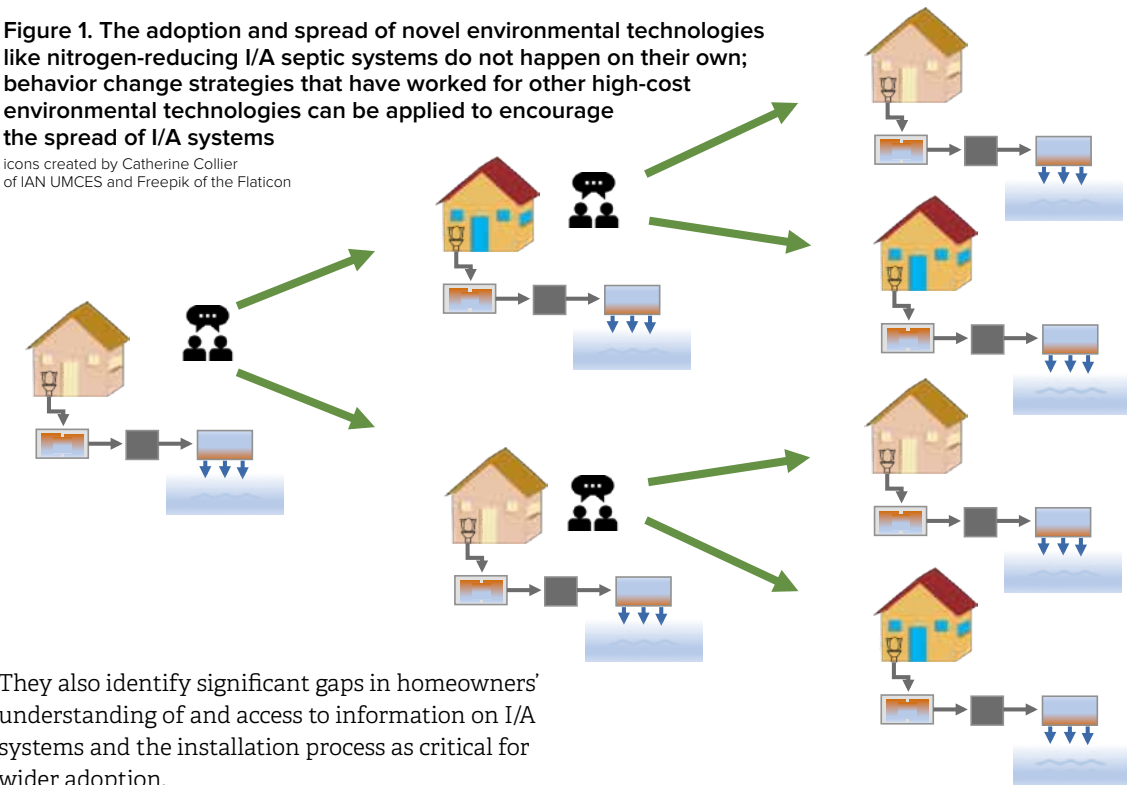 Figure 1. The adoption and spread of novel environmental technologies
like nitrogen-reducing I/A septic systems do not happen on their own;
behavior change strategies that have worked for other high-cost
environmental technologies can be applied to encourage
the spread of I/A systems
icons created by Catherine Collier
of IAN UMCES and Freepik of the Flaticon
They also identify significant gaps in homeowners’
understanding of and access to information on I/A
systems and the installation process as critical for
wider adoption.